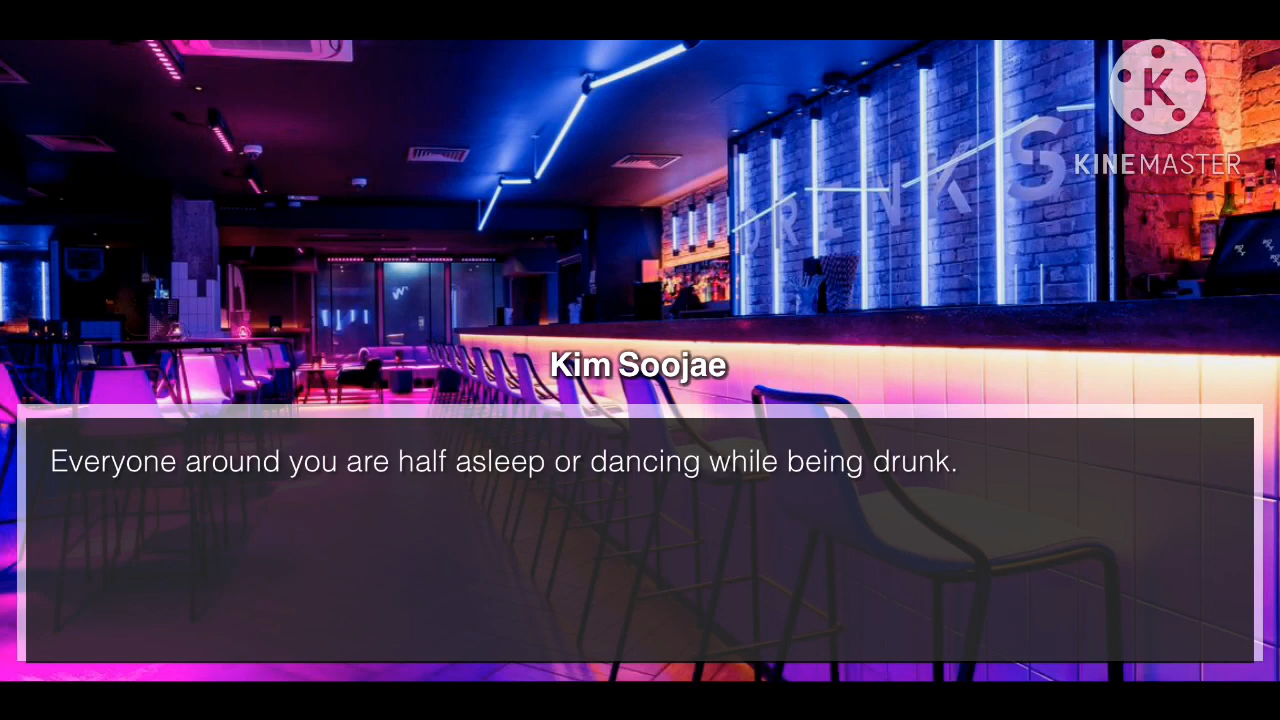 K
KINEMASTER
DRINKS
Kim Soojae
Everyone around you are half asleep or dancing while being drunk.